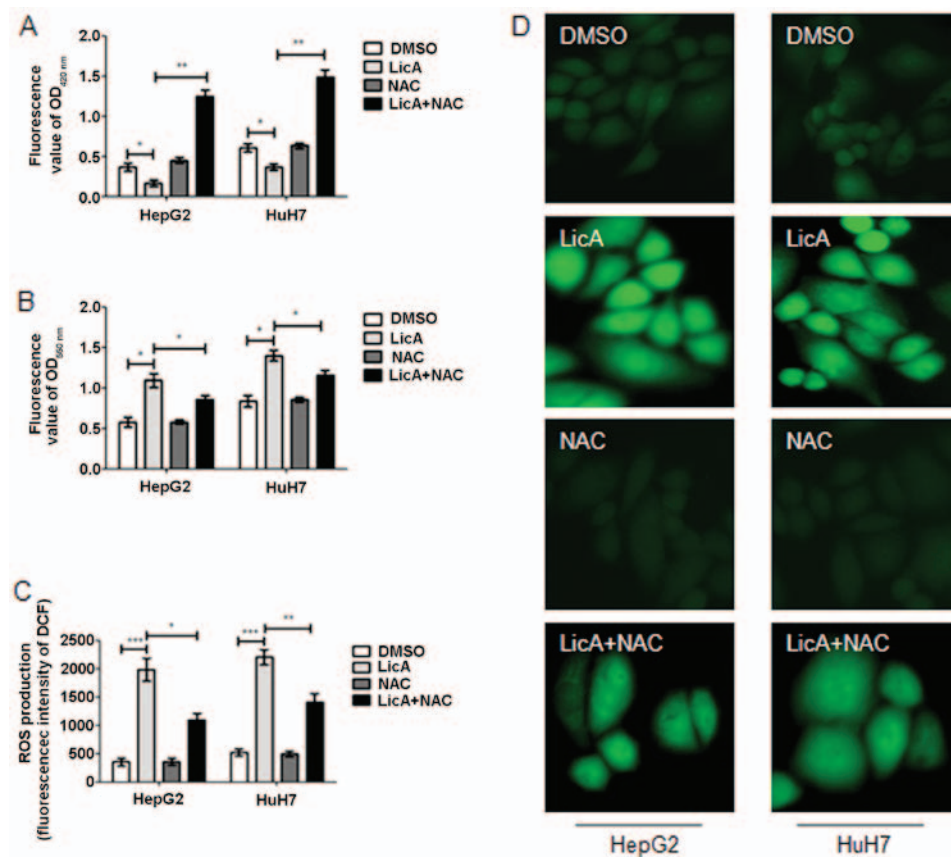 A
Fluorescence
value of OD420 nm
2.0
1.5
1.0
0.5
0.0
**
**
*
*
HepG2
HuH7
DMSO
LicA
NAC
LicA+NAC
B
Fluorescence
value of OD550 nm
2.0
1.5
1.0
0.5
0.0
*
*
*
*
HepG2
HuH7
DMSO
LicA
NAC
LicA+NAC
C
ROS production
(fluorescencec intensity of DCF)
2500
2000
1500
1000
500
0
***
*
***
**
HepG2
HuH7
DMSO
LicA
NAC
LicA+NAC
D
DMSO
DMSO
LicA
LicA
NAC
NAC
LicA+NAC
LicA+NAC
HepG2
HuH7